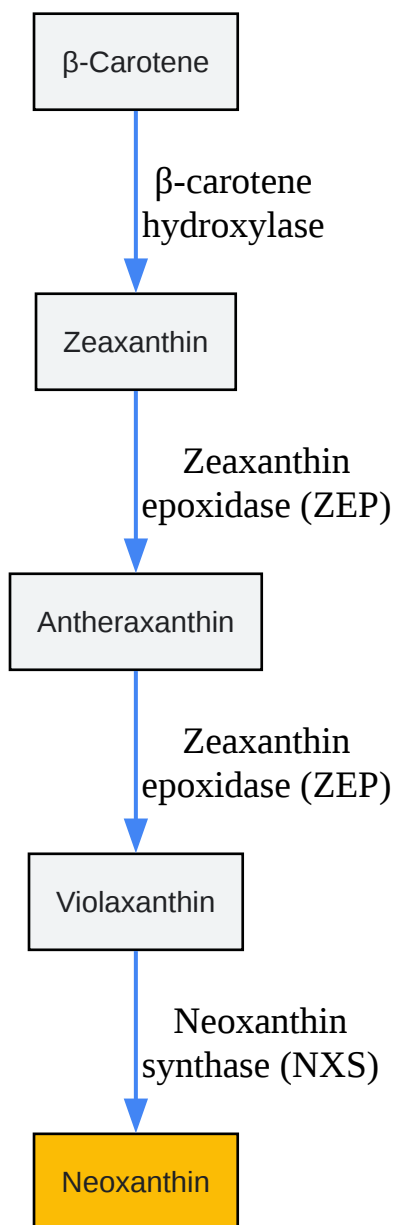 β-Carotene
β-carotene
hydroxylase
Zeaxanthin
Zeaxanthin
epoxidase (ZEP)
Antheraxanthin
Zeaxanthin
epoxidase (ZEP)
Violaxanthin
Neoxanthin
synthase (NXS)
Neoxanthin